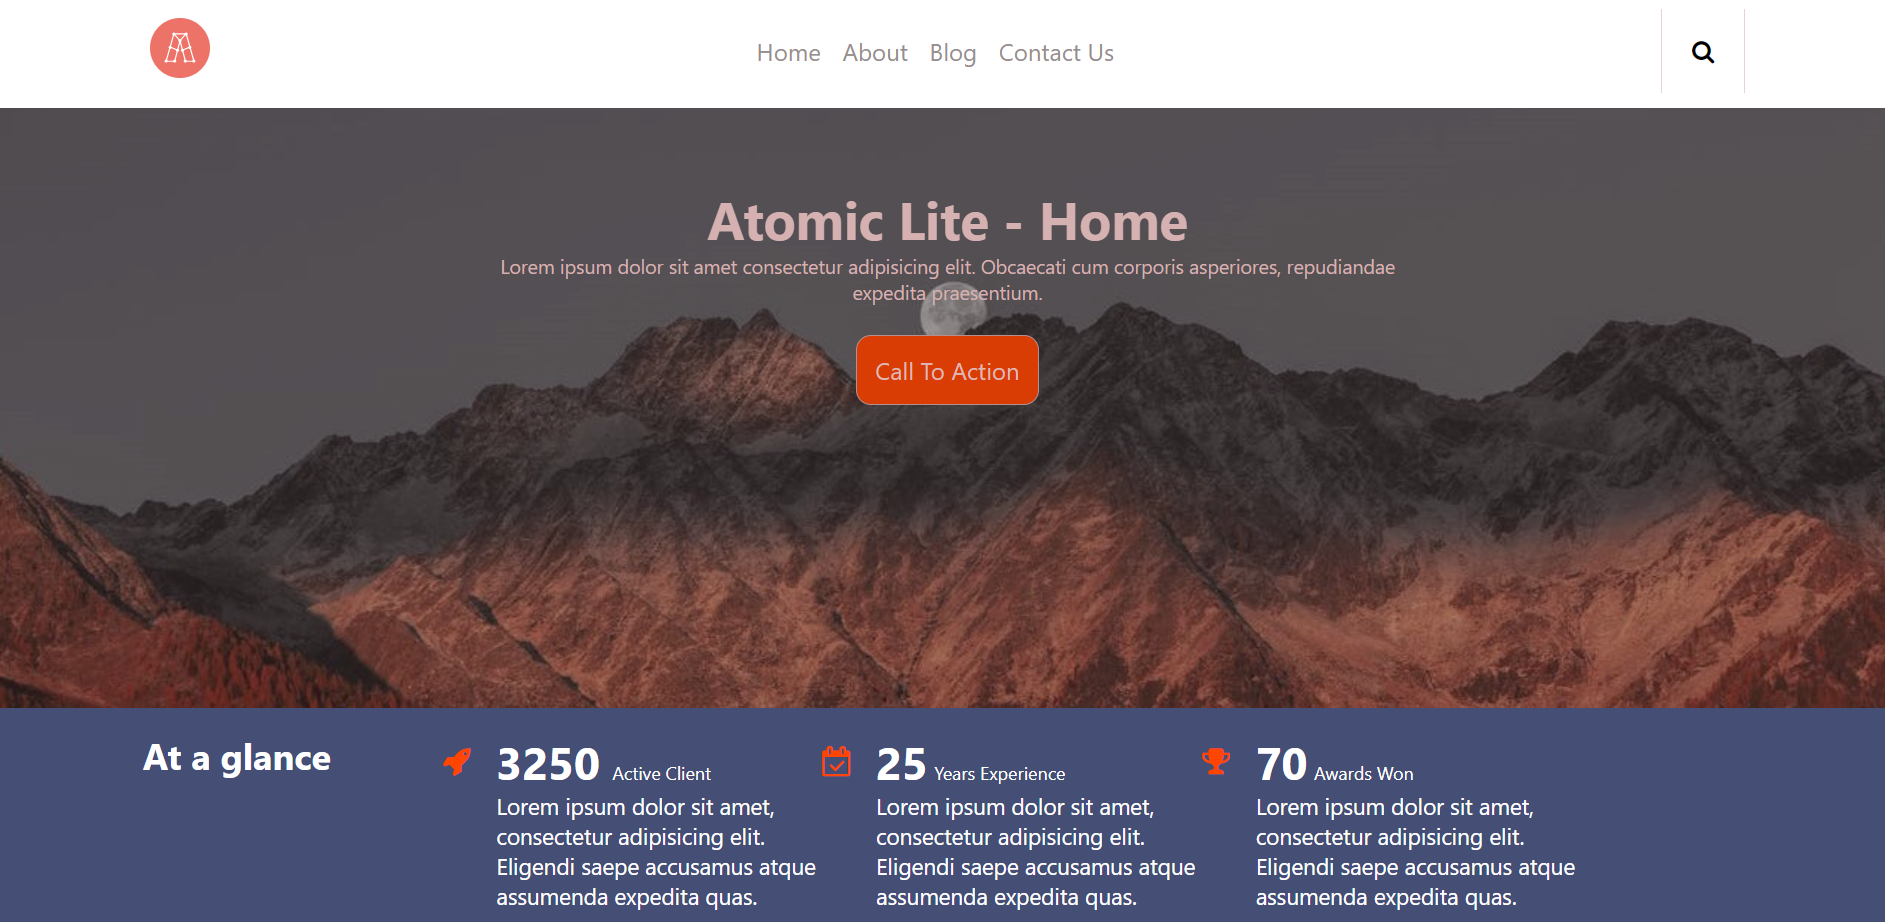 Home About Blog Contact Us
Atomic Lite - Home
Lorem ipsum dolor sit amet consectetur adipisicing elit. Obcaecati cum corporis asperiores, repudiandae
expedita praesentium.
Call To Action
At a glance
3250 Active Client
Lorem ipsum dolor sit amet,
consectetur adipisicing elit.
Eligendi saepe accusamus atque
assumenda expedita quas.
25 Years Experience
Lorem ipsum dolor sit amet,
consectetur adipisicing elit.
Eligendi saepe accusamus atque
assumenda expedita quas.
70 Awards Won
Lorem ipsum dolor sit amet,
consectetur adipisicing elit.
Eligendi saepe accusamus atque
assumenda expedita quas.